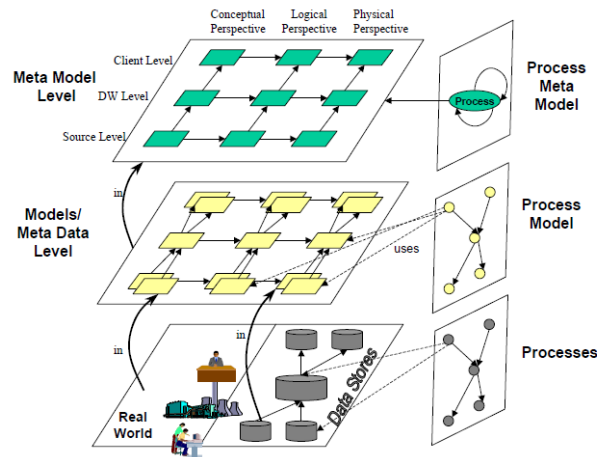 Conceptual Logical Physical
Perspective Perspective Perspective
Client Level
Meta Model
Level
DW Level
Source Level
Process
Process
Meta
Model
in
Models/
Meta Data
Level
uses
Process
Model
in
in
Real
World
Data Stores
Processes